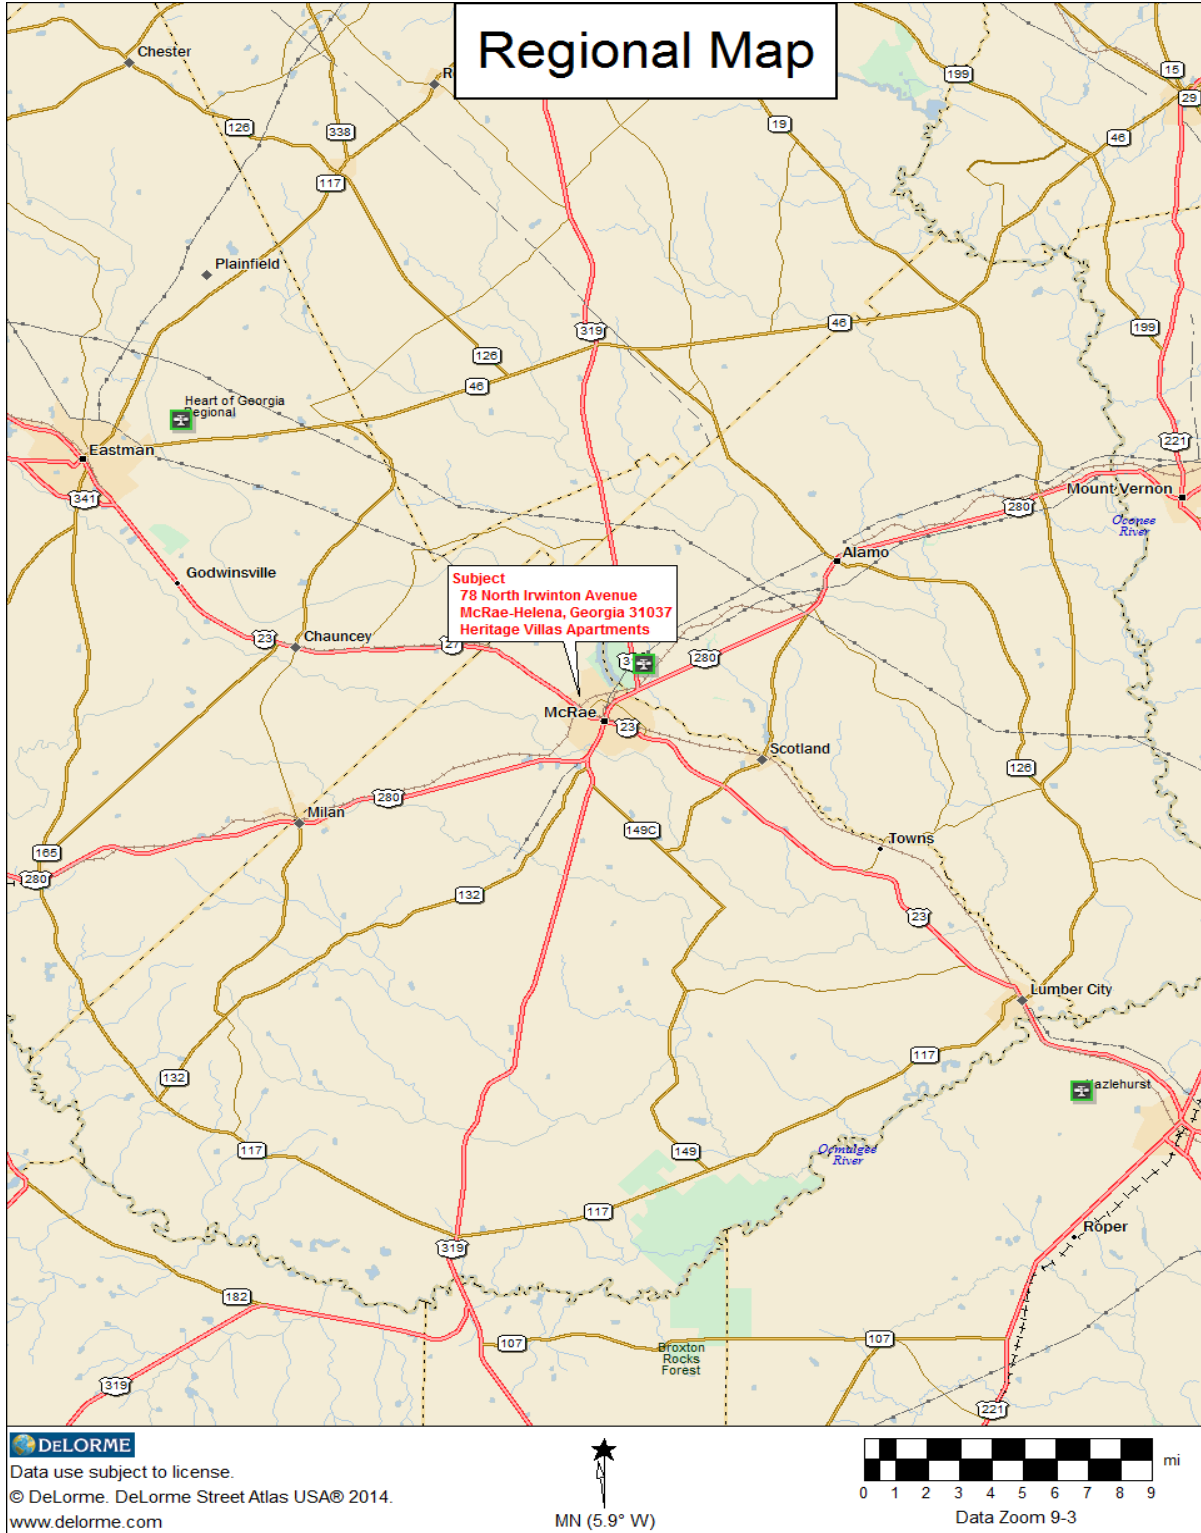 Regional Map
Chester
R
199
15
29
126
338
19
46
117
Plainfield
319
46
199
126
46
Heart of Georgia
Regional
Eastman
221
341
Mount Vernon
280
Oconee
River
Alamo
Godwinsville
Subject
78 North Irwinton Avenue
McRae-Helena, Georgia 31037
Heritage Villas Apartments
23
Chauncey
27
3
280
McRae
23
Scotland
126
280
Milan
149C
Towns
165
280
132
23
Lumber City
117
132
azlehurst
117
149
Ocmulgee
River
117
Roper
319
182
107
107
Broxton
Rocks
Forest
319
221
DELORME
Data use subject to license.
© DeLorme. DeLorme Street Atlas USA® 2014.
www.delorme.com
MN (5.9° W)
mi
0 1 2 3 4 5 6 7 8 9
Data Zoom 9-3